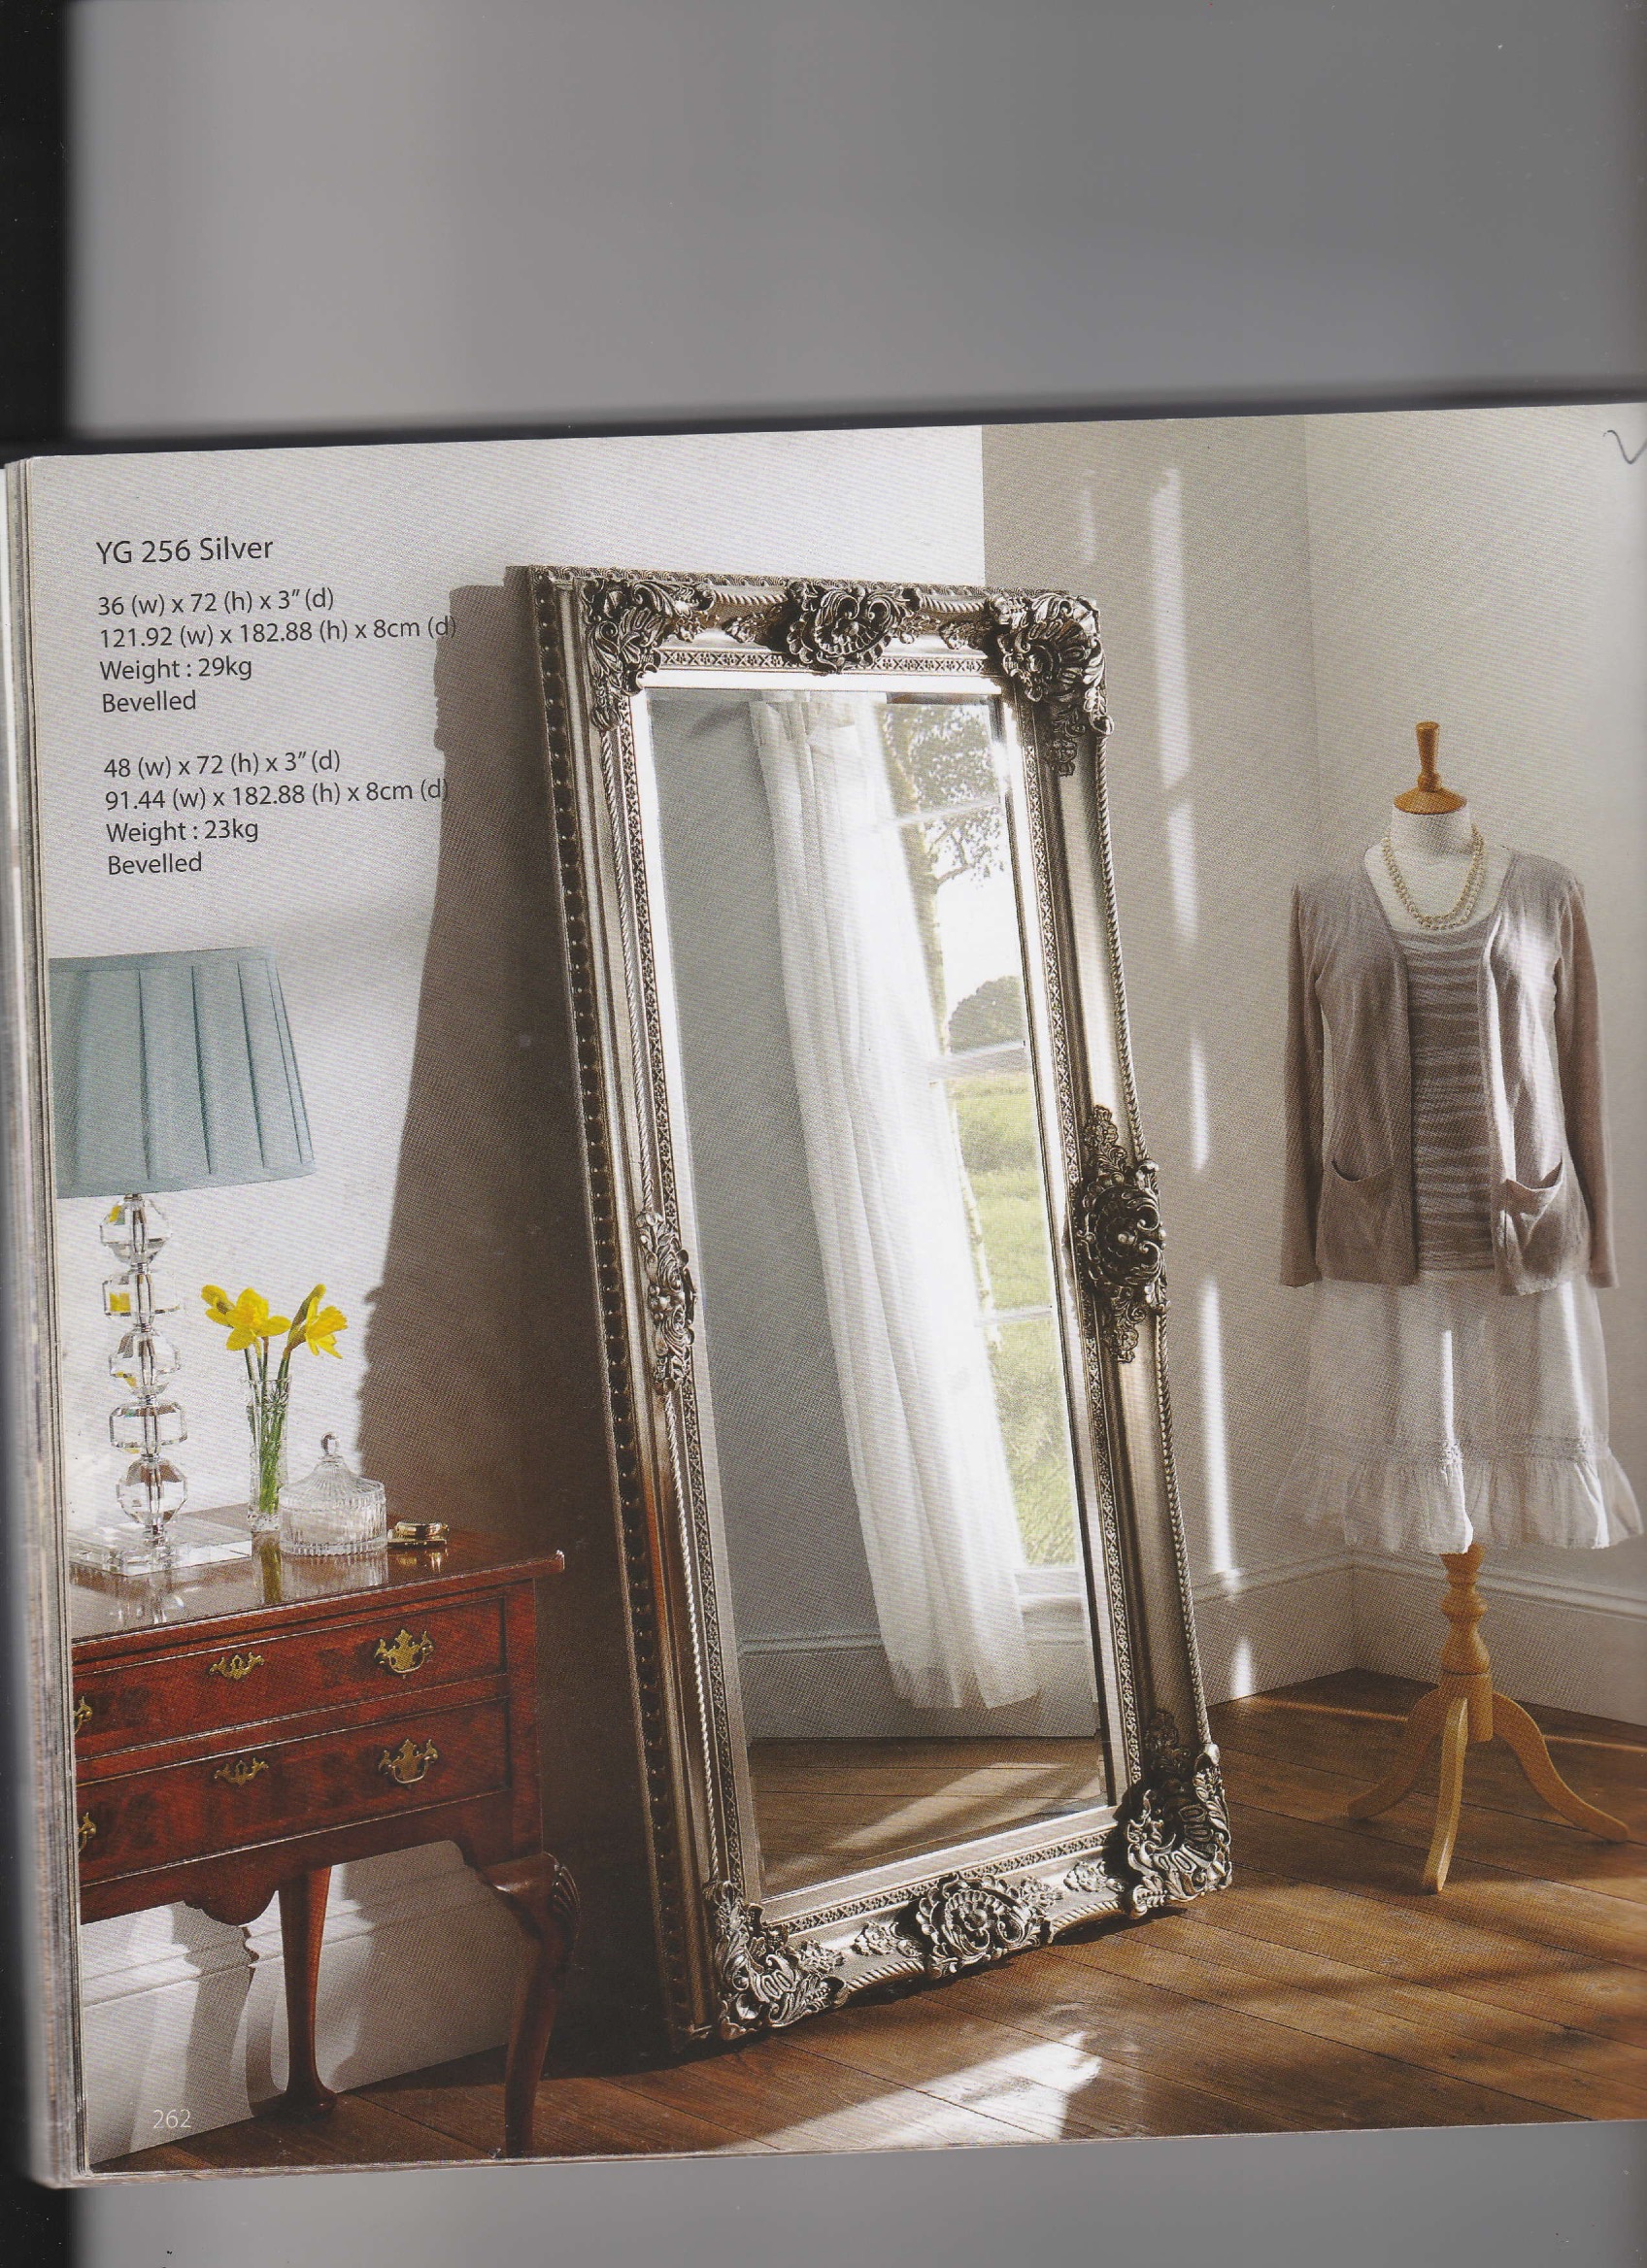 YG 256 Silver
36 (w) x 72 (h) x 3” (d)
121.92 (w) x 182.88 (h) x 8cm (d)
Weight : 29kg
Bevelled
48 (w) x 72 (h) x 3” (d)
91.44 (w) x 182.88 (h) x 8cm (d)
Weight : 23kg
Bevelled
262